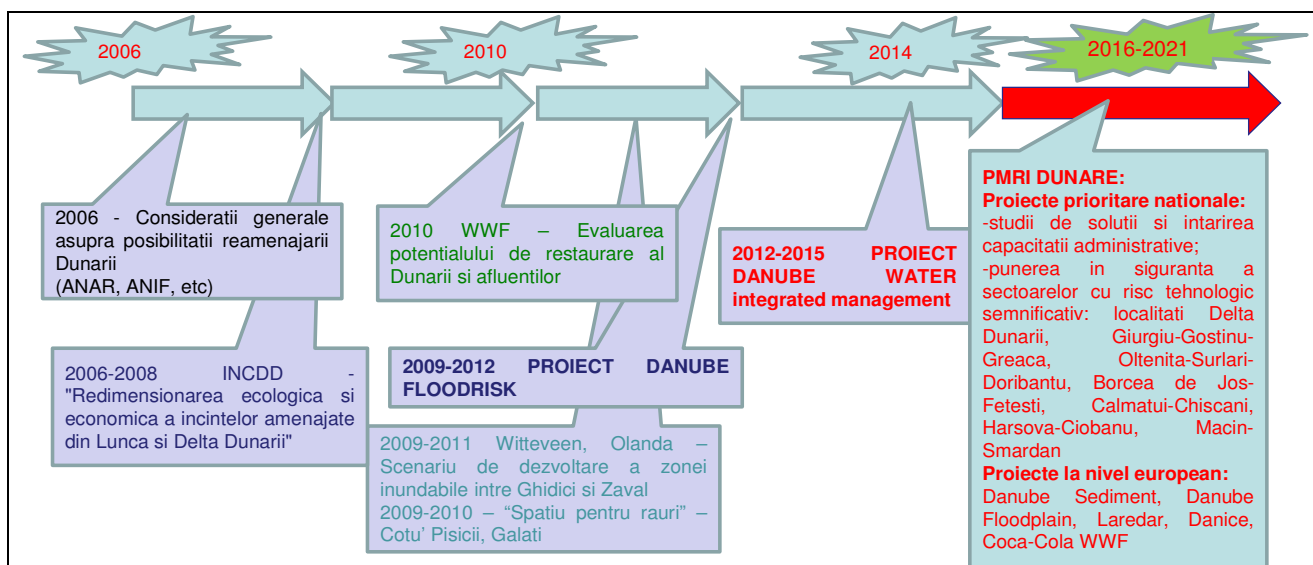 2006
2010
2014
2016-2021
2006 - Consideratii generale
asupra posibilitatii reamenajarii
Dunarii
(ANAR, ANIF, etc)
2006-2008 INCDD -
"Redimensionarea ecologica si
economica a incintelor amenajate
din Lunca si Delta Dunarii"
2010 WWF – Evaluarea
potentialului de restaurare al
Dunarii si afluentilor
2009-2012 PROIECT DANUBE
FLOODRISK
2009-2011 Witteveen, Olanda –
Scenariu de dezvoltare a zonei
inundabile intre Ghidici si Zaval
2009-2010 – “Spatiu pentru rauri” –
Cotu’ Pisicii, Galati
2012-2015 PROIECT
DANUBE WATER
integrated management
PMRI DUNARE:
Proiecte prioritare nationale:
-studii de solutii si intarirea
capacitatii administrative;
-punerea in siguranta a
sectoarelor cu risc tehnologic
semnificativ: localitati Delta
Dunarii, Giurgiu-Gostinu-
Greaca, Oltenita-Surlari-
Doribantu, Borcea de Jos-
Fetesti, Calmatui-Chiscani,
Harsova-Ciobanu, Macin-
Smardan
Proiecte la nivel european:
Danube Sediment, Danube
Floodplain, Laredar, Danice,
Coca-Cola WWF